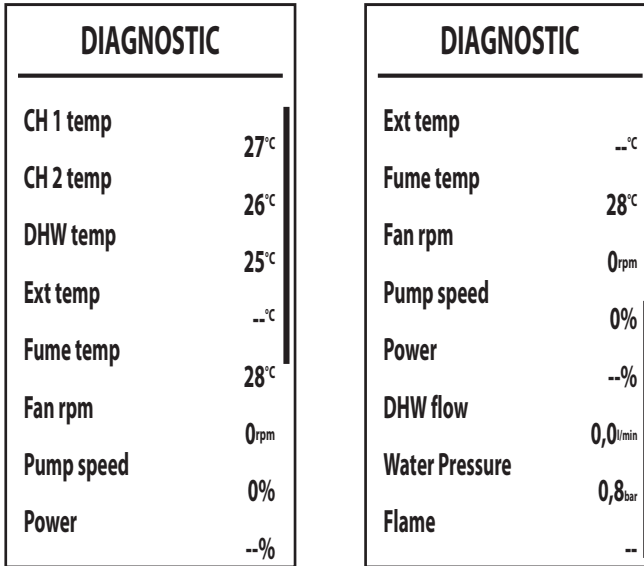 DIAGNOSTIC
CH 1 temp
27°C
CH 2 temp
26°C
DHW temp
25°C
Ext temp
--°C
Fume temp
28°C
Fan rpm
0rpm
Pump speed
0%
Power
--%
DIAGNOSTIC
Ext temp
--°C
Fume temp
28°C
Fan rpm
0rpm
Pump speed
0%
Power
--%
DHW flow
0,0l/min
Water Pressure
0,8bar
Flame
--